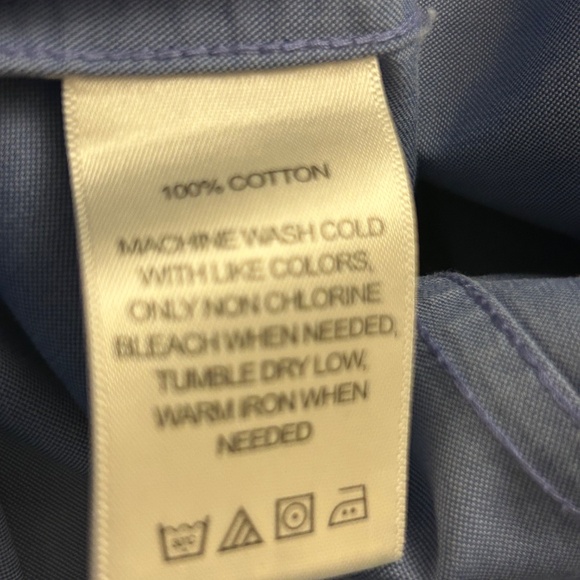 100% COTTON
MACHINE WASH COLD
WITH LIKE COLORS,
ONLY NON CHLORINE
BLEACH WHEN NEEDED,
TUMBLE DRY LOW,
WARM IRON WHEN
NEEDED